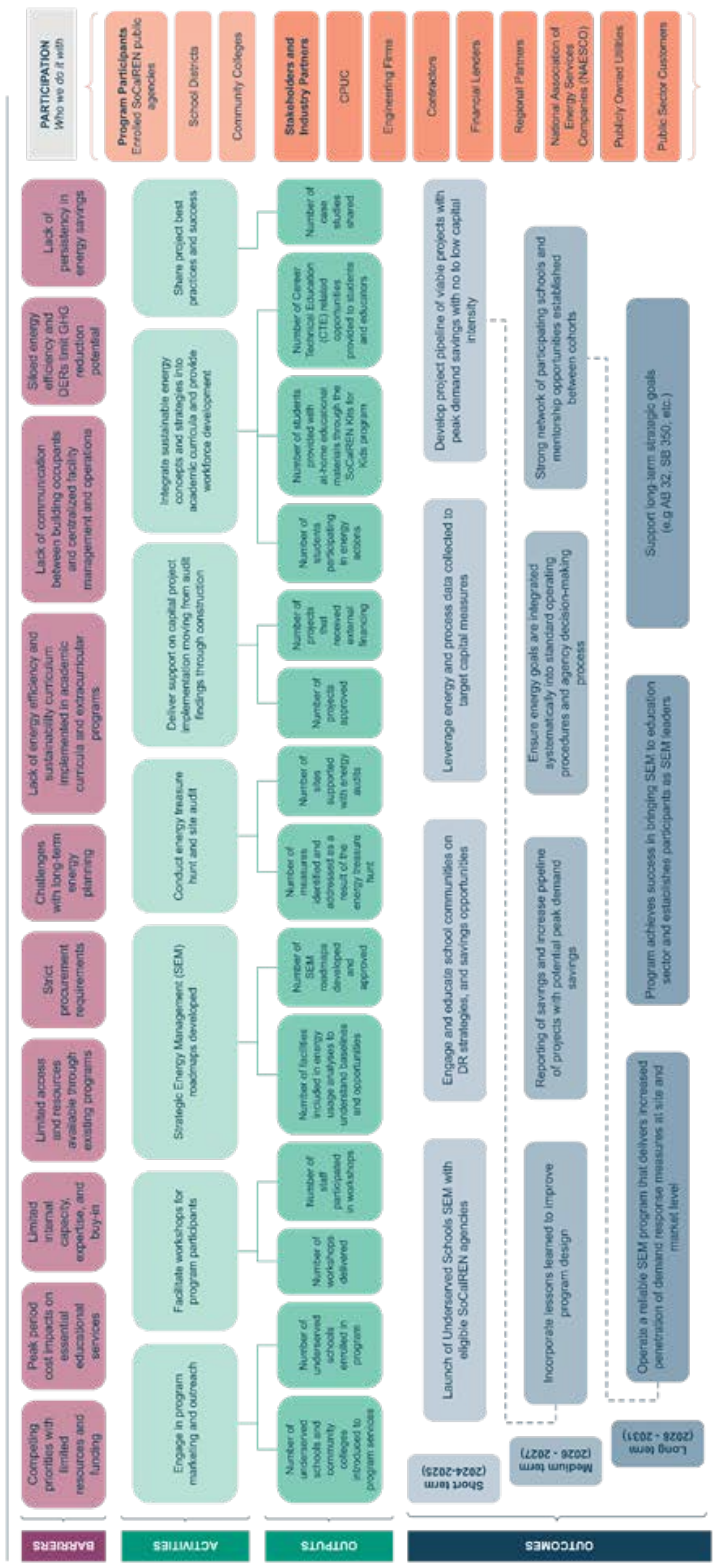 BARRIERS
Competing
priorities with
limited
resources and
funding
Peak period
cost impacts on
essential
educational
services
Limited
internal
capacity,
expertise, and
buy-in
Limited access
and resources
available through
existing programs
Strict
procurement
requirements
Challenges
with long-term
energy
planning
Lack of energy efficiency and
sustainability curriculum
implemented in academic
curricula and extracurricular
programs
Lack of communication
between building occupants
and centralized facility
management and operations
Siloed energy
efficiency and
DERs limit GHG
reduction
potential
Lack of
persistency in
energy savings
ACTIVITIES
Engage in program
marketing and outreach
Facilitate workshops for
program participants
Strategic Energy Management (SEM)
roadmaps developed
Conduct energy treasure
hunt and site audit
Deliver support on capital project
implementation moving from audit
findings through construction
Integrate sustainable energy
concepts and strategies into
academic curricula and provide
workforce development
Share project best
practices and success
OUTPUTS
Number of
underserved
schools and
community
colleges
introduced to
program services
Number of
underserved
schools
enrolled in
program
Number of
workshops
delivered
Number of
staff
participated
in workshops
Number of facilities
included in energy
usage analyses to
understand baselines
and opportunities
Number of
SEM
roadmaps
developed
and
approved
Number of
measures
identified and
addressed as a
result of the
energy treasure
hunt
Number of
sites
supported
with energy
audits
Number of
projects
approved
Number of
projects
that
received
external
financing
Number of
students
participating
in energy
actions
Number of students
provided with
at-home educational
materials through the
SoCalREN Kits for
Kids program
Number of Career
Technical Education
(CTE) related
opportunities
provided to students
and educators
Number of
case
studies
shared
OUTCOMES
Short term
(2024-2025)
Launch of Underserved Schools SEM with
eligible SoCalREN agencies
Engage and educate school communities on
DR strategies, and savings opportunities
Leverage energy and process data collected to
target capital measures
Develop project pipeline of viable projects with
peak demand savings with no to low capital
intensity
Medium term
(2026 - 2027)
Incorporate lessons learned to improve
program design
Reporting of savings and increase pipeline
of projects with potential peak demand
savings
Ensure energy goals are integrated
systematically into standard operating
procedures and agency decision-making
process
Strong network of participating schools and
mentorship opportunities established
between cohorts
Long term
(2028 - 2031)
Operate a reliable SEM program that delivers increased
penetration of demand response measures at site and
market level
Program achieves success in bringing SEM to education
sector and establishes participants as SEM leaders
Support long-term strategic goals
(e.g AB 32, SB 350, etc.)
PARTICIPATION
Who we do it with
Program Participants
Enrolled SoCalREN public
agencies
School Districts
Community Colleges
Stakeholders and
Industry Partners
CPUC
Engineering Firms
Contractors
Financial Lenders
Regional Partners
National Association of
Energy Services
Companies (NAESCO)
Publicly Owned Utilities
Public Sector Customers